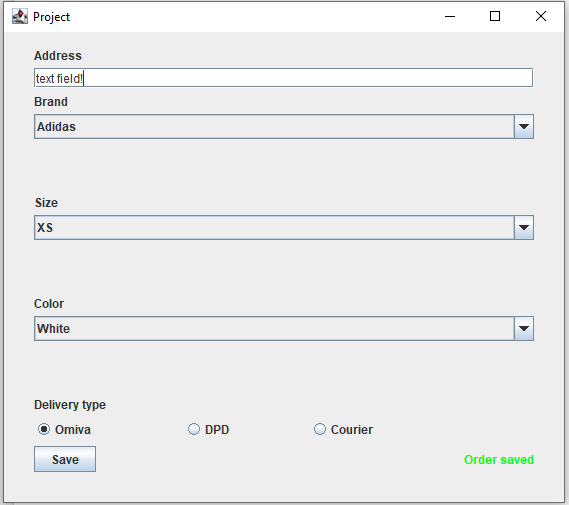 Project
Address
text field!
Brand
Adidas
Size
XS
Color
White
Delivery type
Omiva DPD Courier
Save Order saved